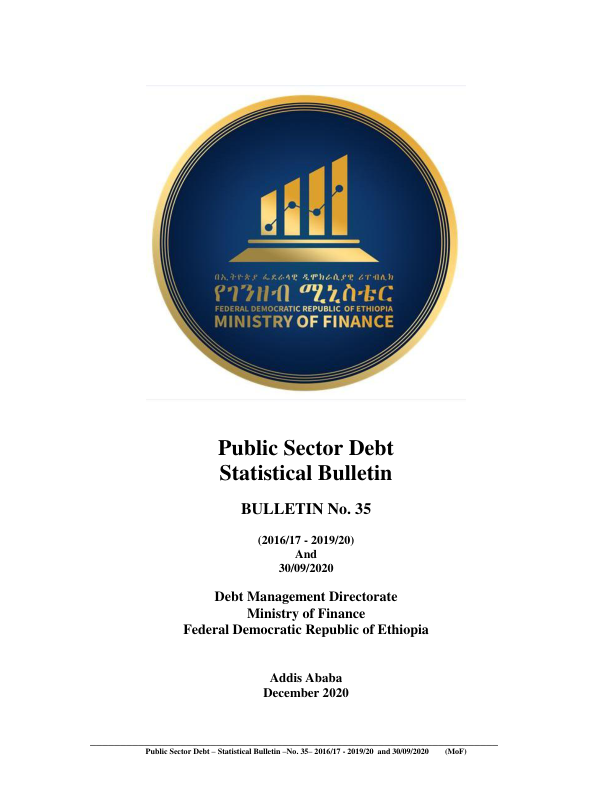 በኢትዮጵያ ፌደራላዊ ዲሞክራሲያዊ ሪፐብሊክ
የገንዘብ ሚኒስቴር
FEDERAL DEMOCRATIC REPUBLIC OF ETHIOPIA
MINISTRY OF FINANCE
Public Sector Debt
Statistical Bulletin
BULLETIN No. 35
(2016/17 - 2019/20)
And
30/09/2020
Debt Management Directorate
Ministry of Finance
Federal Democratic Republic of Ethiopia
Addis Ababa
December 2020
Public Sector Debt – Statistical Bulletin –No. 35– 2016/17 - 2019/20 and 30/09/2020 (MoF)